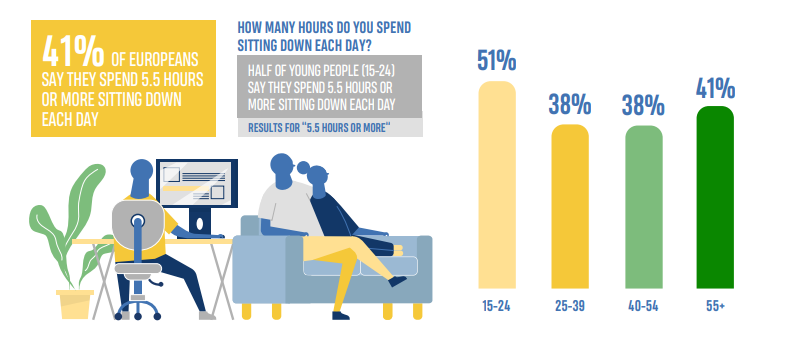 41% OF EUROPEANS
SAY THEY SPEND 5.5 HOURS
OR MORE SITTING DOWN
EACH DAY
HOW MANY HOURS DO YOU SPEND
SITTING DOWN EACH DAY?
HALF OF YOUNG PEOPLE (15-24)
SAY THEY SPEND 5.5 HOURS OR
MORE SITTING DOWN EACH DAY
RESULTS FOR "5.5 HOURS OR MORE"
51%
38%
38%
41%
15-24
25-39
40-54
55+